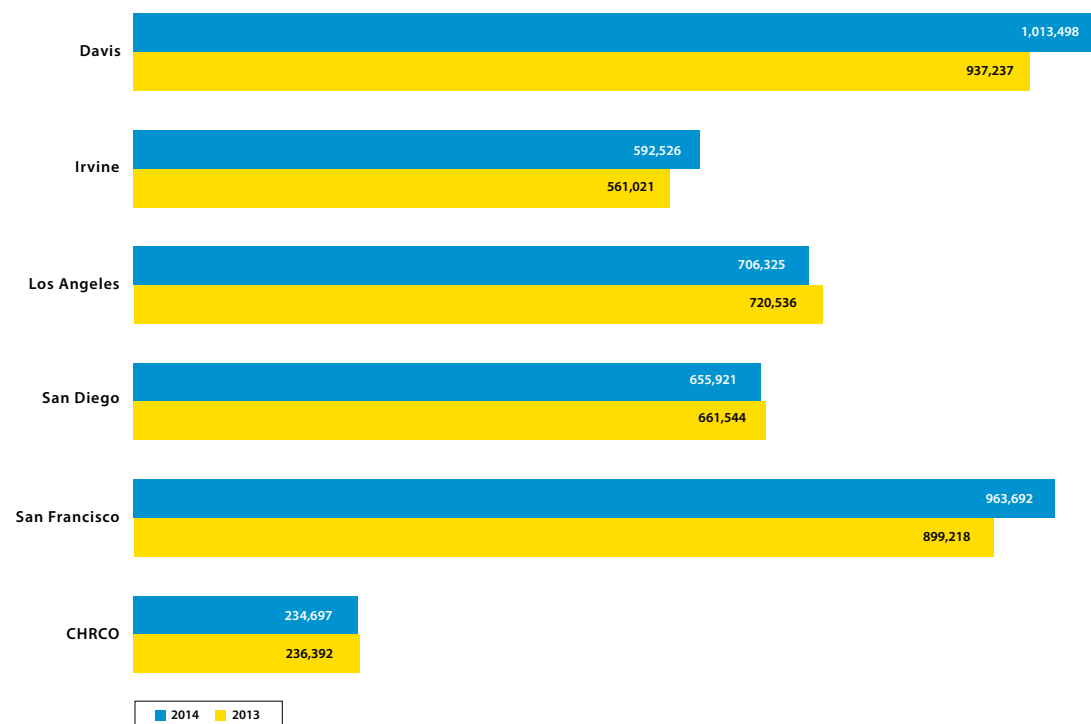 1,013,498
Davis
937,237
592,526
Irvine
561,021
706,325
Los Angeles
720,536
655,921
San Diego
661,544
963,692
San Francisco
899,218
234,697
CHRCO
236,392
2014 2013